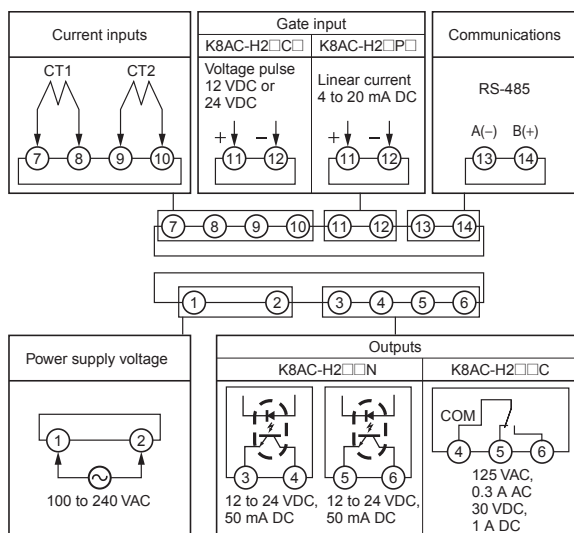 Current inputs
CT1 CT2
7 8 9 10
Gate input
K8AC-H2□□C□ K8AC-H2□□P□
Voltage pulse
12 VDC or
24 VDC
+ −
11 12
Linear current
4 to 20 mA DC
+ −
11 12
Communications
RS-485
A(−) B(+)
13 14
7 8 9 10 11 12 13 14
1 2 3 4 5 6
Power supply voltage
1 2
100 to 240 VAC
Outputs
K8AC-H2□□N K8AC-H2□□C
3 4
12 to 24 VDC,
50 mA DC
5 6
12 to 24 VDC,
50 mA DC
COM
4 5 6
125 VAC,
0.3 A AC
30 VDC,
1 A DC